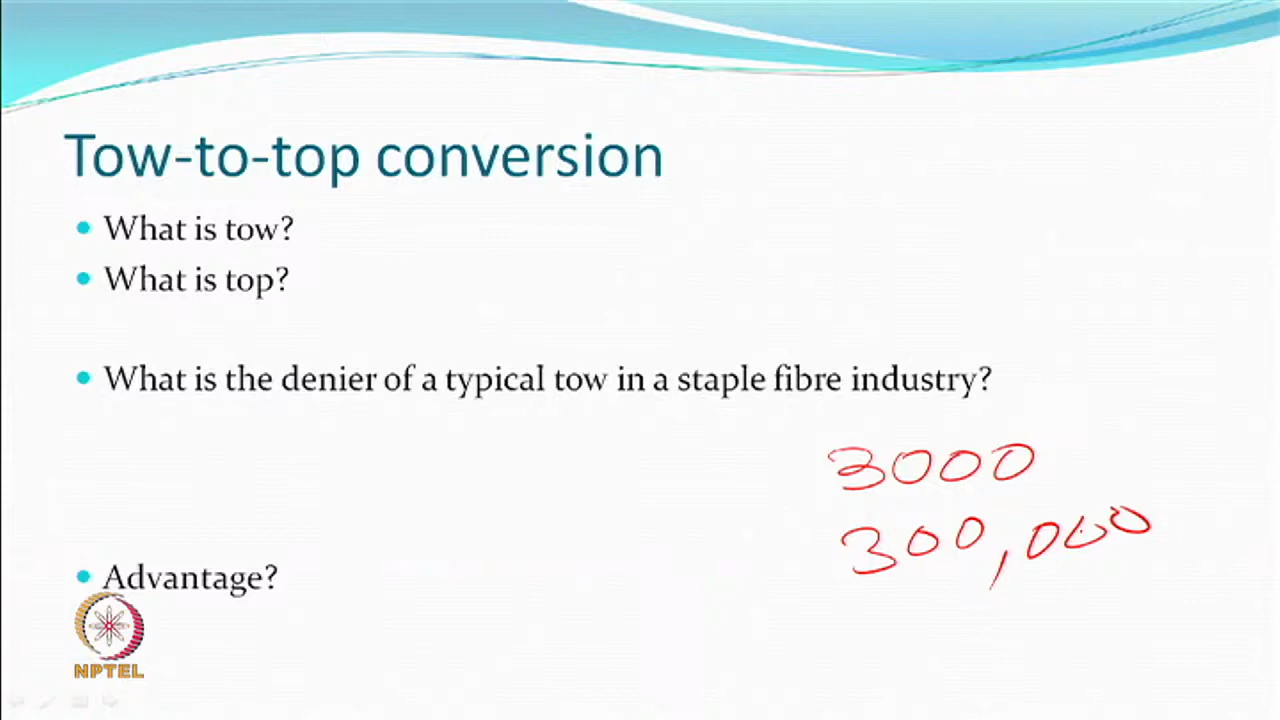 Tow-to-top conversion
What is tow?
What is top?
What is the denier of a typical tow in a staple fibre industry?
3000
300,000
Advantage?
NPTEL